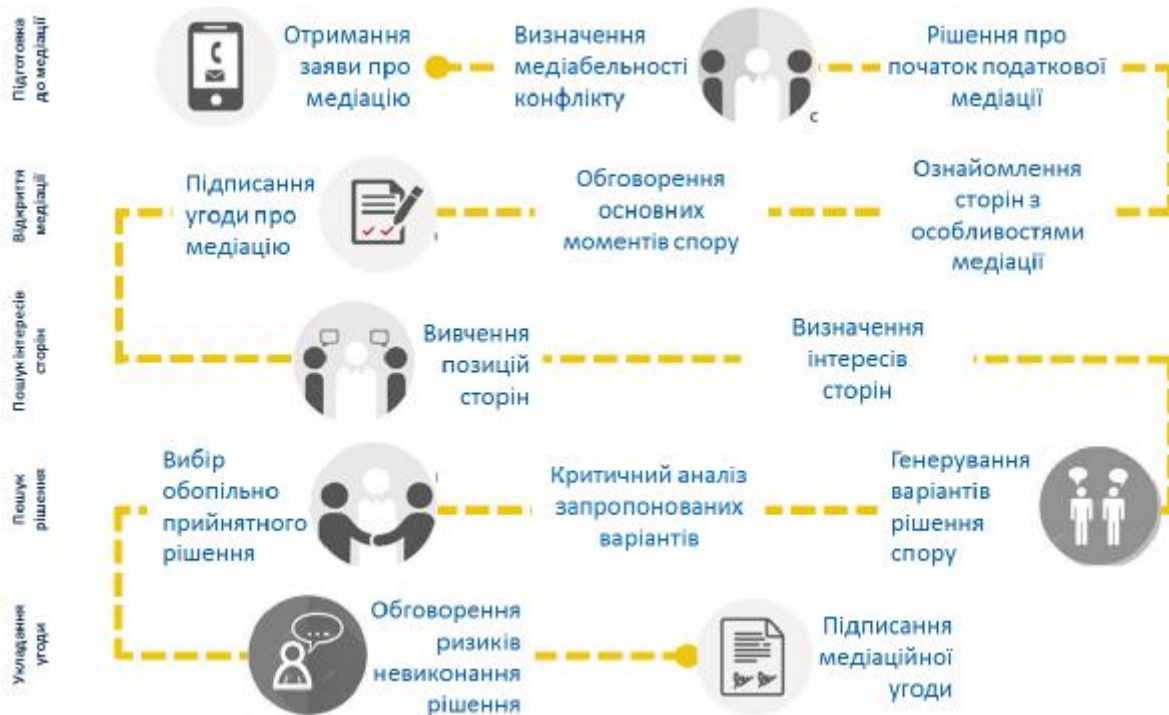 Підготовка
до медіації
Отримання
заяви про
медіацію
Визначення
медіабельності
конфлікту
с
Рішення про
початок податкової
медіації
Відкриття
медіації
Підписання
угоди про
медіацію
Обговорення
основних
моментів спору
Ознайомлення
сторін з
особливостями
медіації
Пошук інтересів
сторін
Вивчення
позицій
сторін
Визначення
інтересів
сторін
Пошук
рішення
Вибір
обопільно
прийнятного
рішення
Критичний аналіз
запропонованих
варіантів
Генерування
варіантів
рішення
спору
Укладання
угоди
Обговорення
ризиків
невиконання
рішення
Підписання
медіаційної
угоди